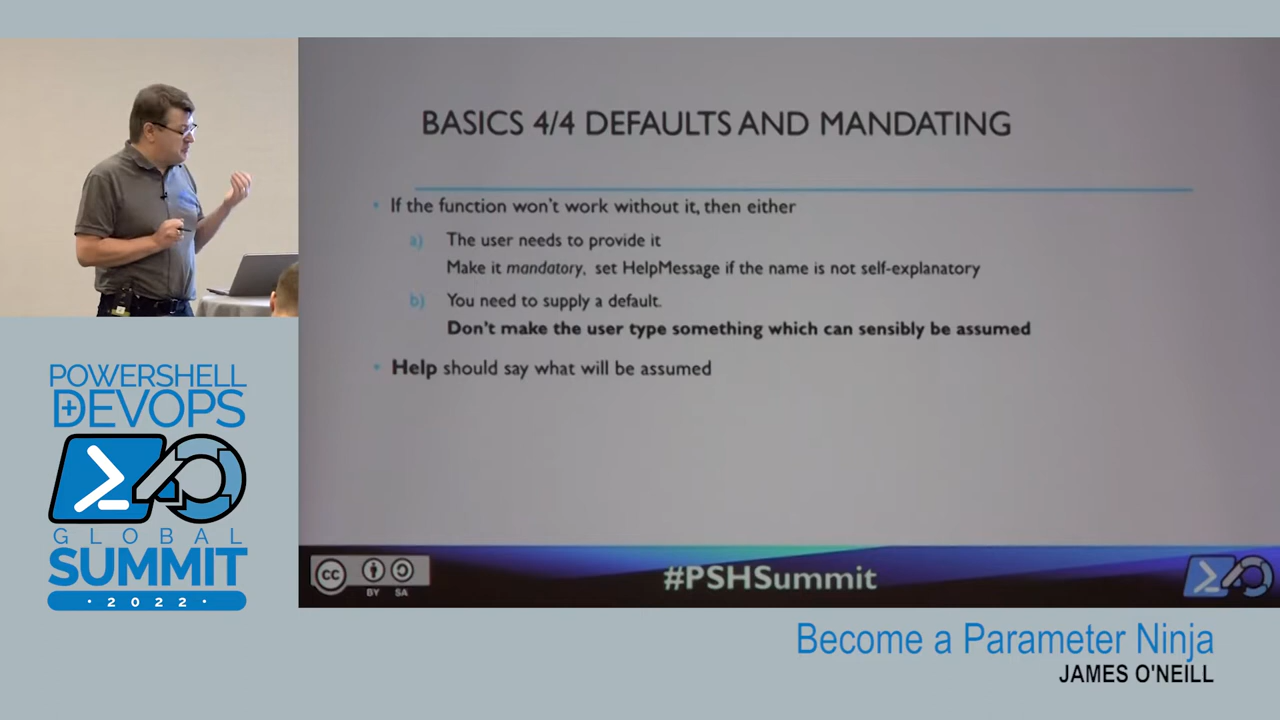 BASICS 4/4 DEFAULTS AND MANDATING
• If the function won't work without it, then either
a) The user needs to provide it
Make it mandatory, set HelpMessage if the name is not self-explanatory
b) You need to supply a default.
Don't make the user type something which can sensibly be assumed
• Help should say what will be assumed
POWERSHELL
+ DEVOPS
GLOBAL
SUMMIT
· 2022 ·
cc
BY SA
#PSHSummit
Become a Parameter Ninja
JAMES O'NEILL